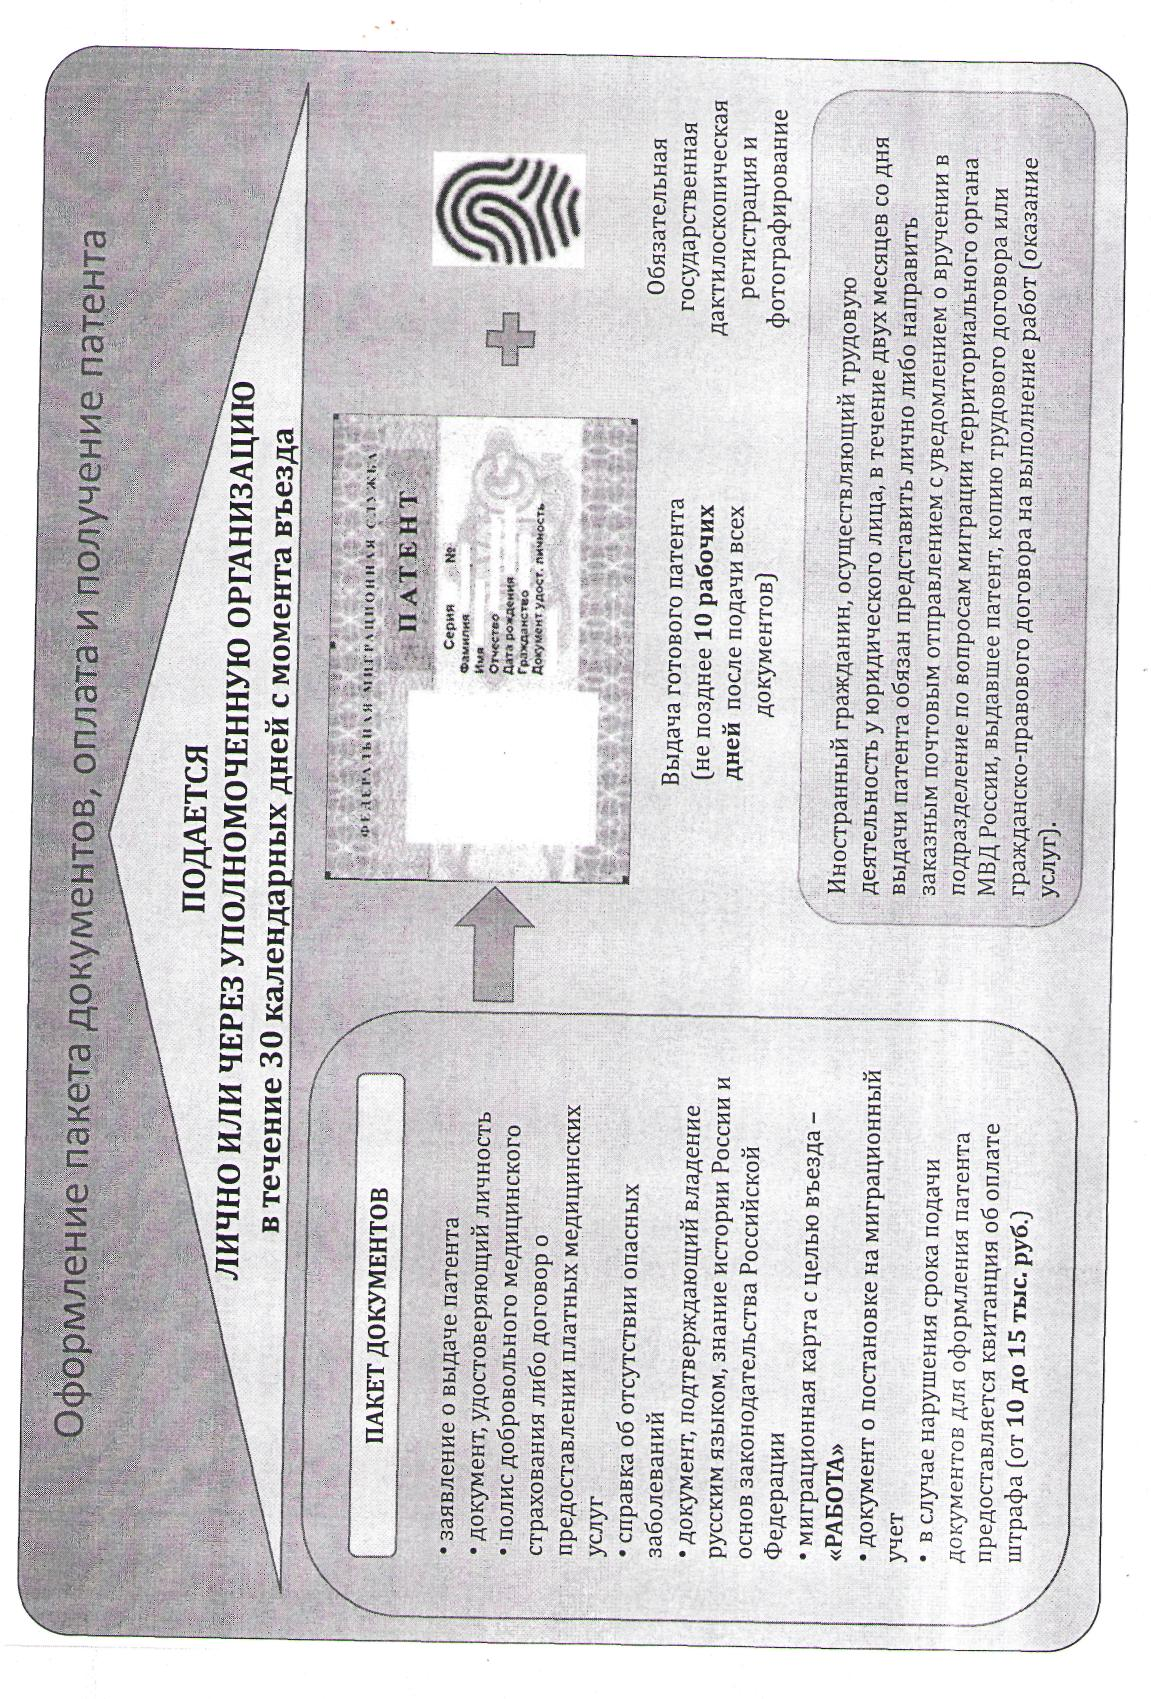 Оформление пакета документов, оплата и получение патента
ПОДАЕТСЯ
ЛИЧНО ИЛИ ЧЕРЕЗ УПОЛНОМОЧЕННУЮ ОРГАНИЗАЦИЮ
в течение 30 календарных дней с момента въезда
ПАКЕТ ДОКУМЕНТОВ
• заявление о выдаче патента
• документ, удостоверяющий личность
• полис добровольного медицинского
страхования либо договор о
предоставлении платных медицинских
услуг
• справка об отсутствии опасных
заболеваний
• документ, подтверждающий владение
русским языком, знание истории России и
основ законодательства Российской
Федерации
• миграционная карта с целью въезда –
«РАБОТА»
• документ о постановке на миграционный
учет
• в случае нарушения срока подачи
документов для оформления патента
предоставляется квитанция об оплате
штрафа (от 10 до 15 тыс. руб.)
ФЕДЕРАЛЬНАЯ МИГРАЦИОННАЯ СЛУЖБА
ПАТЕНТ
Серия №
Фамилия
Имя
Отчество
Дата рождения
Гражданство
Документ удост. личность
Выдача готового патента
(не позднее 10 рабочих
дней после подачи всех
документов)
Обязательная
государственная
дактилоскопическая
регистрация и
фотографирование
Иностранный гражданин, осуществляющий трудовую
деятельность у юридического лица, в течение двух месяцев со дня
выдачи патента обязан представить лично либо направить
заказным почтовым отправлением с уведомлением о вручении в
подразделение по вопросам миграции территориального органа
МВД России, выдавшее патент, копию трудового договора или
гражданско-правового договора на выполнение работ (оказание
услуг).